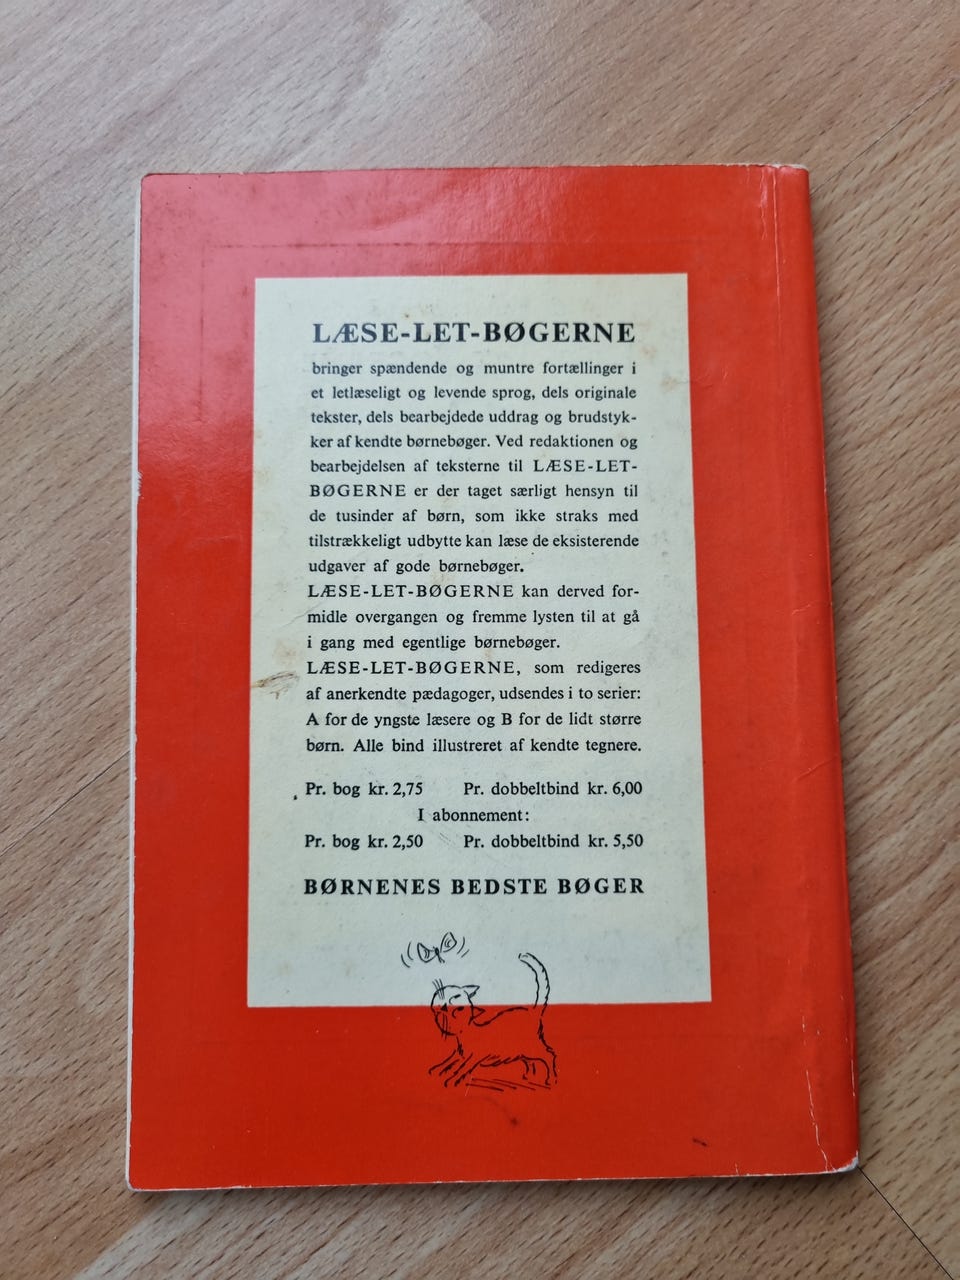 LÆSE-LET-BØGERNE
bringer spændende og muntre fortællinger i
et letlæseligt og levende sprog, dels originale
tekster, dels bearbejdede uddrag og brudstyk-
ker af kendte børnebøger. Ved redaktionen og
bearbejdelsen af teksterne til LÆSE-LET-
BØGERNE er der taget særligt hensyn til
de tusinder af børn, som ikke straks med
tilstrækkeligt udbytte kan læse de eksisterende
udgaver af gode børnebøger.
LÆSE-LET-BØGERNE kan derved for-
midle overgangen og fremme lysten til at gå
i gang med egentlige børnebøger.
LÆSE-LET-BØGERNE, som redigeres
af anerkendte pædagoger, udsendes i to serier:
A for de yngste læsere og B for de lidt større
børn. Alle bind illustreret af kendte tegnere.
Pr. bog kr. 2,75 Pr. dobbeltbind kr. 6,00
I abonnement:
Pr. bog kr. 2,50 Pr. dobbeltbind kr. 5,50
BØRNENES BEDSTE BØGER